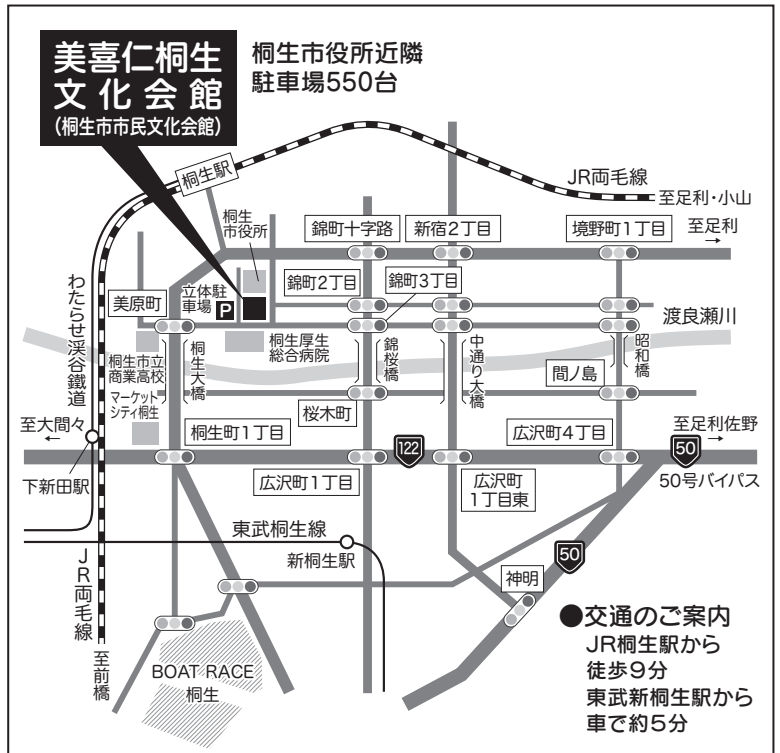 美喜仁桐生
文化会館
(桐生市市民文化会館)
桐生市役所近隣
駐車場550台
桐生駅
JR両毛線
至足利・小山
桐生
市役所
錦町十字路
新宿2丁目
境野町1丁目
至足利
→
わたらせ渓谷鐵道
美原町
立体駐
車場
P
錦町2丁目
錦町3丁目
渡良瀬川
桐生市立
商業高校
桐生大橋
桐生厚生
総合病院
錦桜橋
中通り大橋
昭和橋
間ノ島
マーケット
シティ桐生
桜木町
至大間々
←
桐生町1丁目
広沢町4丁目
至足利佐野
→
下新田駅
広沢町1丁目
122
広沢町
1丁目東
50
50号バイパス
東武桐生線
新桐生駅
50
JR両毛線
神明
至前橋
BOAT RACE
桐生
●交通のご案内
JR桐生駅から
徒歩9分
東武新桐生駅から
車で約5分